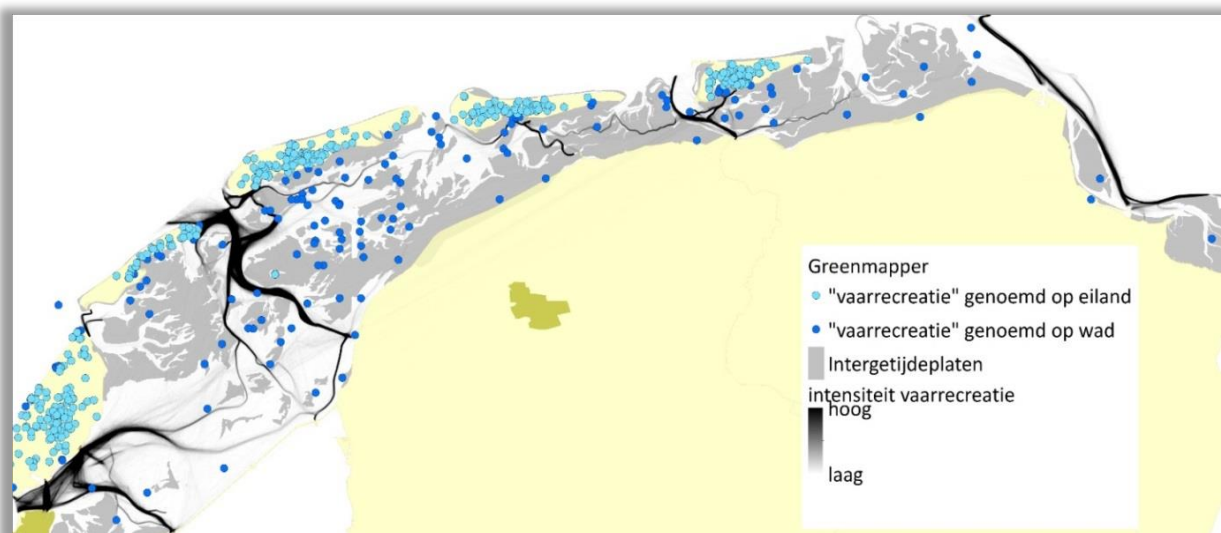 Greenmapper
"vaarrecreatie" genoemd op eiland
"vaarrecreatie" genoemd op wad
Intergetijdeplaten
intensiteit vaarrecreatie
hoog
laag